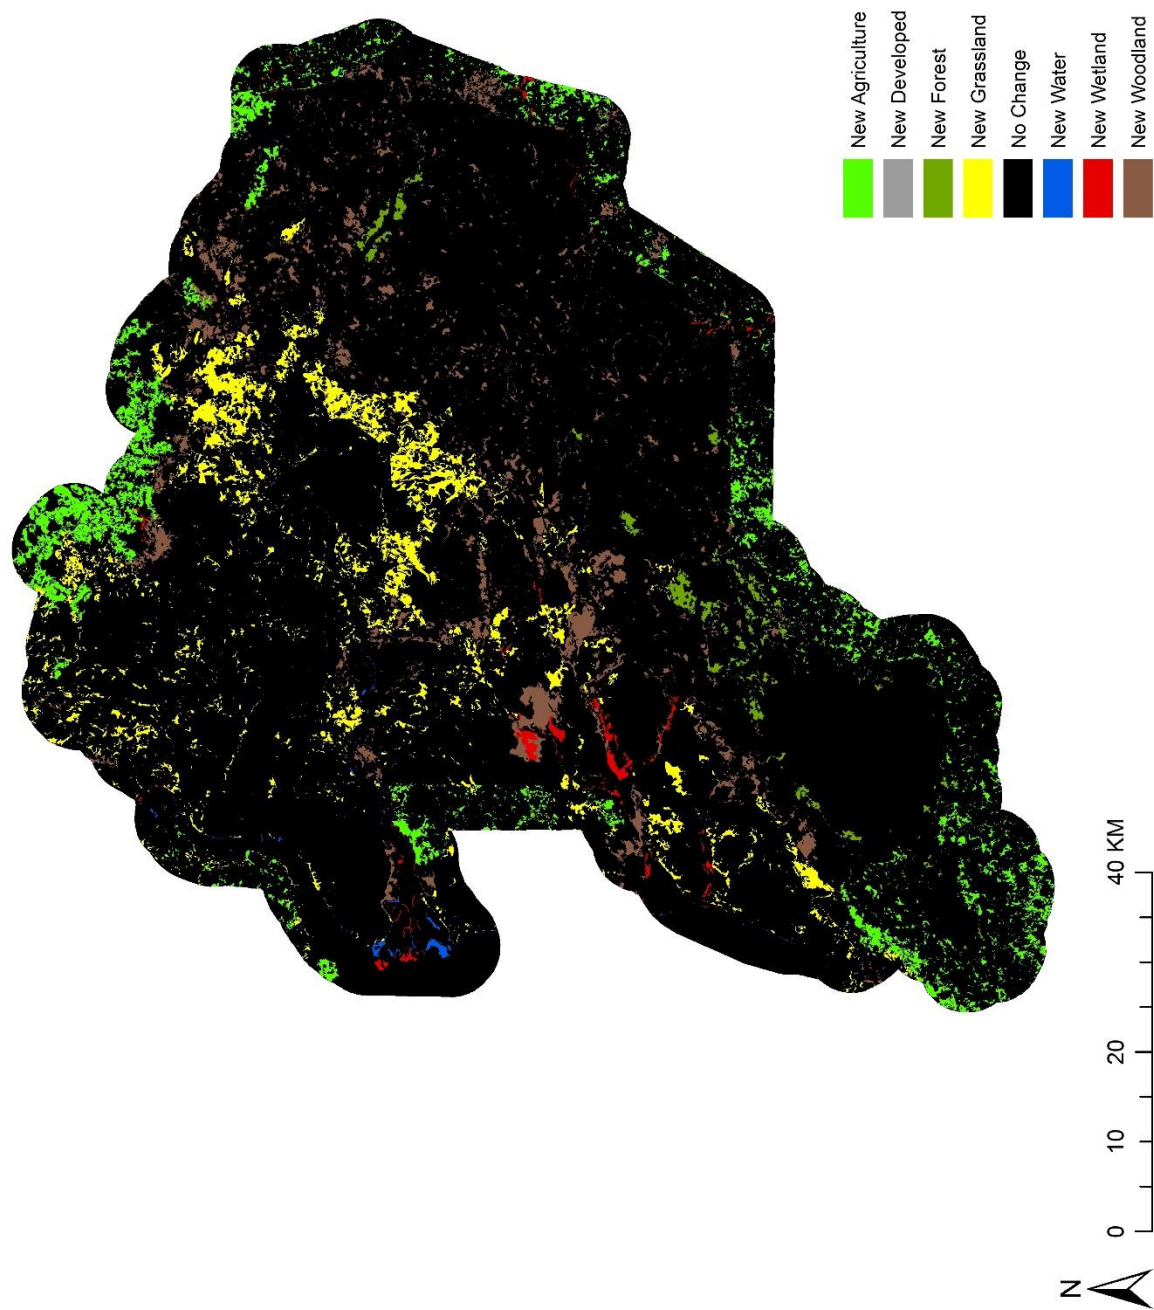 New Agriculture
New Developed
New Forest
New Grassland
No Change
New Water
New Wetland
New Woodland
N
0 10 20 40 KM